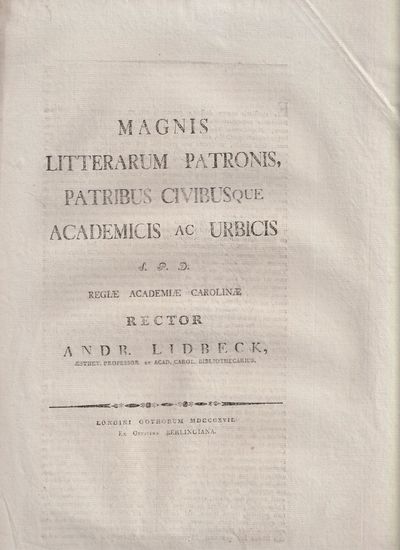 MAGNIS
LITTERARUM PATRONIS,
PATRIBUS CIVIBUSQUE
ACADEMICIS AC URBICIS
S. P. D.
REGIÆ ACADEMIÆ CAROLINÆ
RECTOR
ANDR. LIDBECK,
ÆSTHET. PROFESSOR ET ACAD. CAROL. BIBLIOTHECARIUS.
LONDINI GOTHORUM MDCCCXVII.
EX OFFICINA BERLINGIANA.